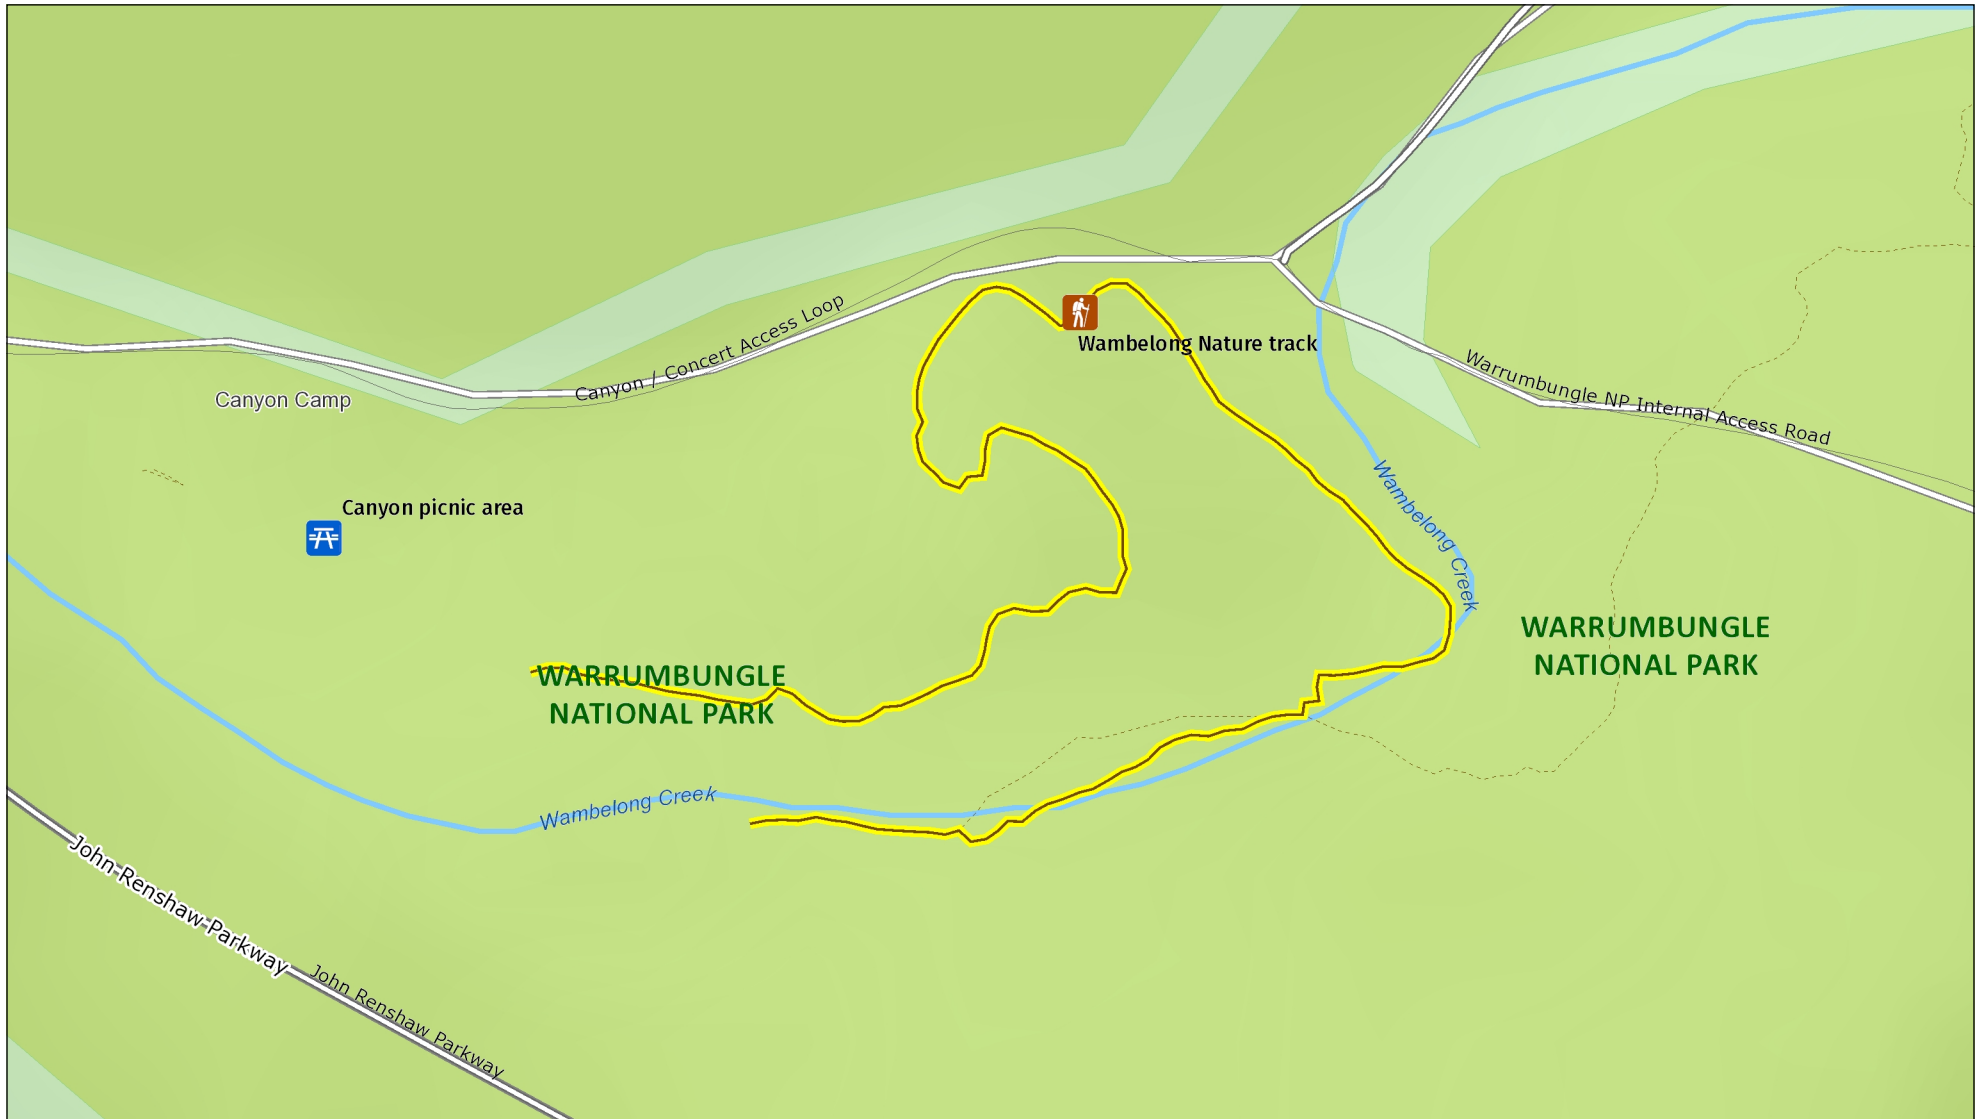 Canyon / Concert Access Loop
Wambelong Nature track
Warrumbungle NP Internal Access Road
Canyon Camp
Wambelong Creek
Canyon picnic area
WARRUMBUNGLE
NATIONAL PARK
WARRUMBUNGLE
NATIONAL PARK
Wambelong Creek
John Renshaw Parkway
John Renshaw Parkway